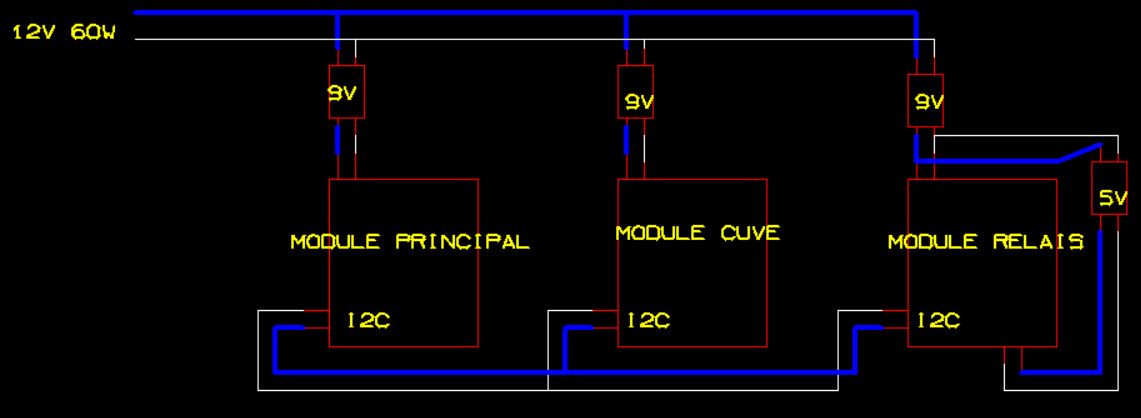 12V 60W
9V
9V
9V
5V
MODULE PRINCIPAL
MODULE CUVE
MODULE RELAIS
I2C
I2C
I2C